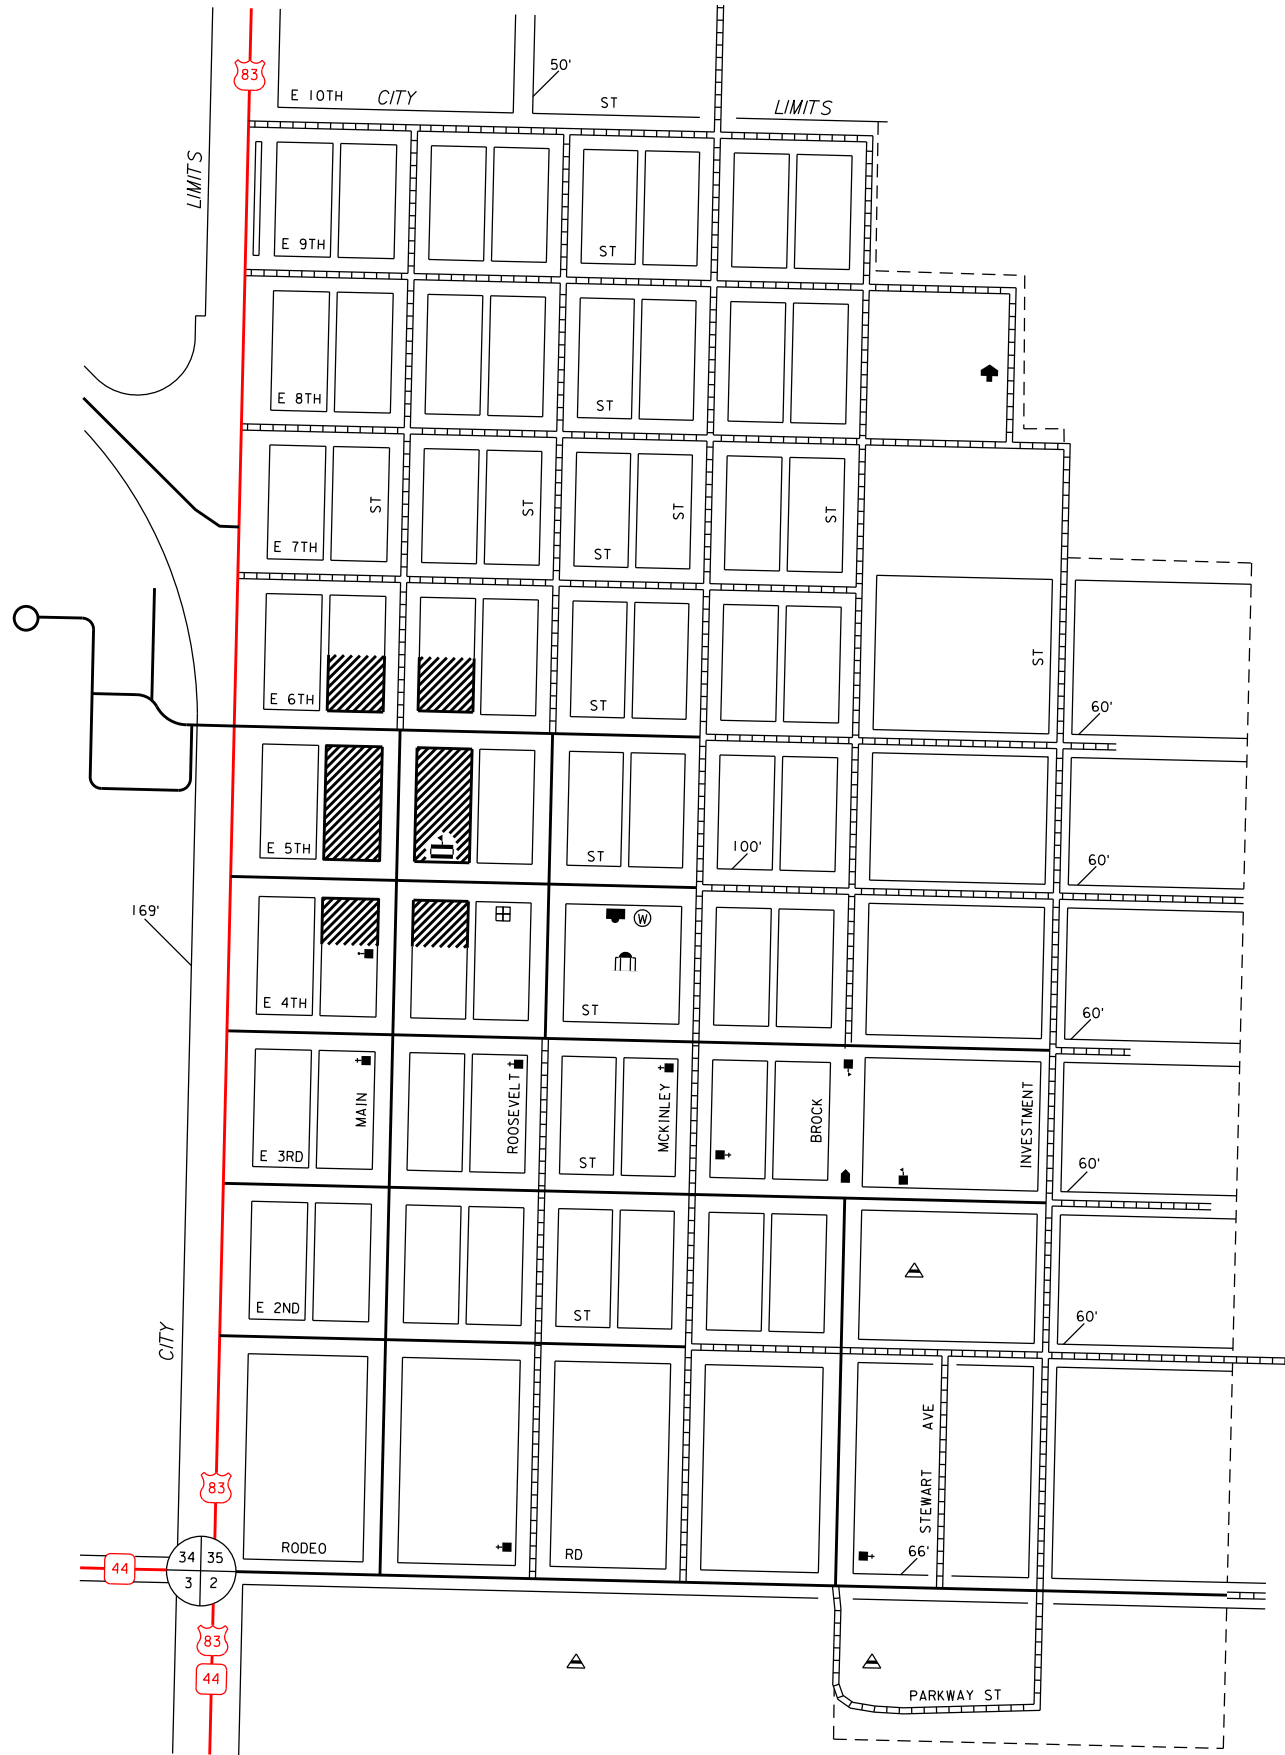 83
50'
E 10TH CITY ST LIMITS
LIMITS
E 9TH ST
E 8TH ST
ST ST ST ST
E 7TH ST
ST
E 6TH ST
60'
E 5TH ST 100'
60'
169'
W
E 4TH ST
60'
MAIN ROOSEVELT MCKINLEY BROCK INVESTMENT
E 3RD ST
60'
E 2ND ST
60'
CITY
STEWART AVE
83
RODEO RD 66'
44
34 35
3 2
83
44
PARKWAY ST